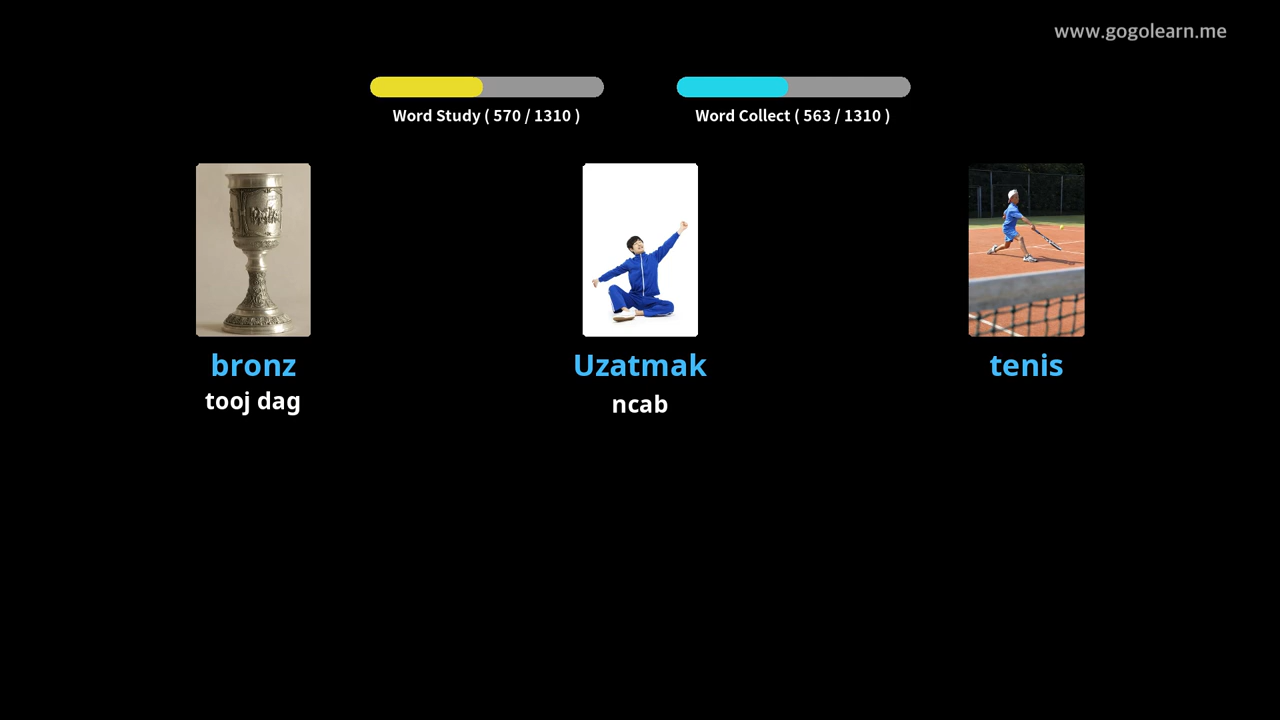 www.gogolearn.me
Word Study ( 570 / 1310 )
Word Collect ( 563 / 1310 )
bronz
tooj dag
Uzatmak
ncab
tenis